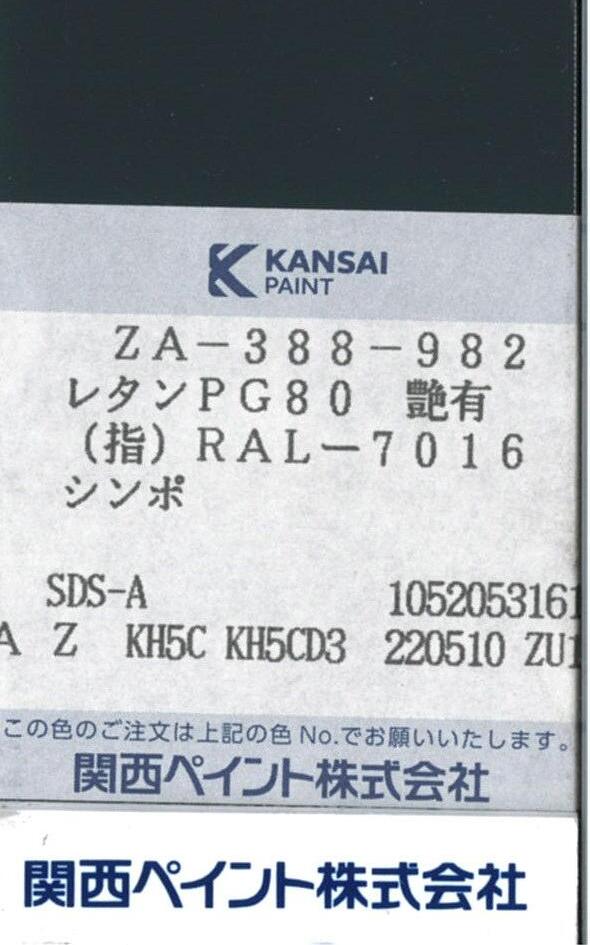 KANSAI
PAINT
ZA-388-982
レタンPG80　艶有
(指)RAL-7016
シンポ
SDS-A 1052053161
A Z KH5C KH5CD3 220510 ZU1
この色のご注文は上記の色No.でお願いいたします。
関西ペイント株式会社
関西ペイント株式会社